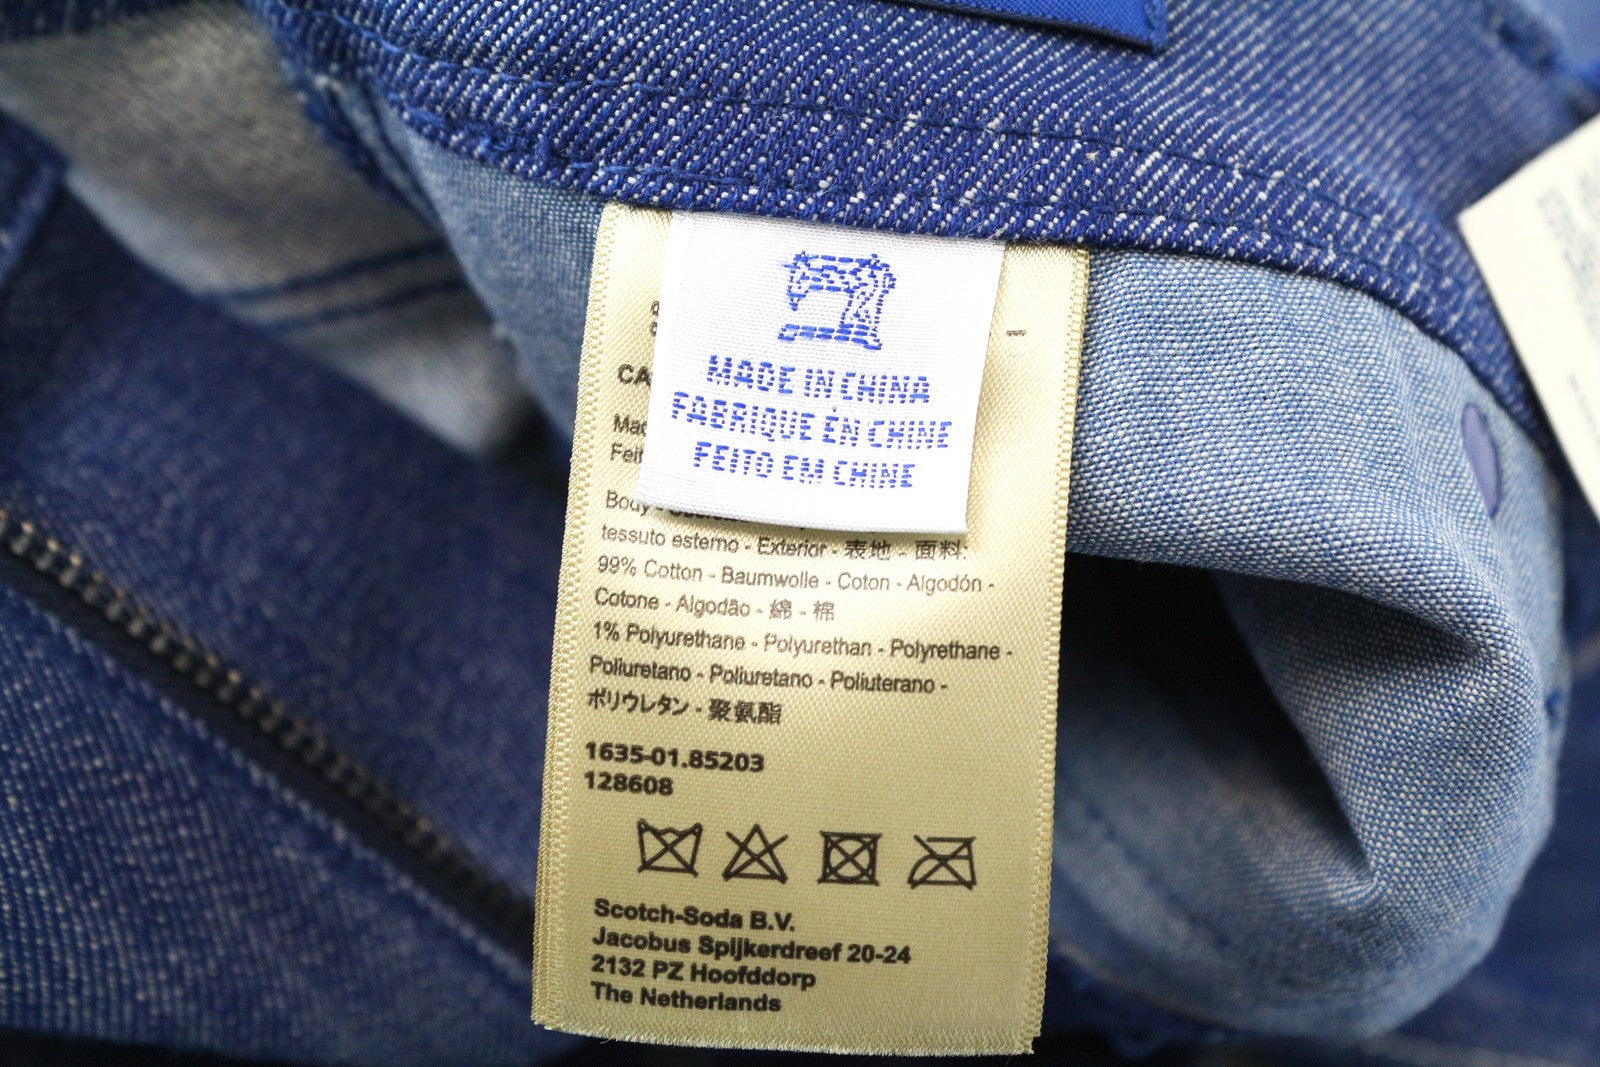 MADE IN CHINA
FABRIQUE ÉN CHINE
FEITO EM CHINE
CA
Mad
Feit
Body
tessuto esterno - Exterior - 表地 - 面料:
99% Cotton - Baumwolle - Coton - Algodón -
Cotone - Algodão - 綿 - 棉
1% Polyurethane - Polyurethan - Polyrethane -
Poliuretano - Poliuretano - Poliuterano -
ポリウレタン - 聚氨酯
1635-01.85203
128608
Scotch-Soda B.V.
Jacobus Spijkerdreef 20-24
2132 PZ Hoofddorp
The Netherlands